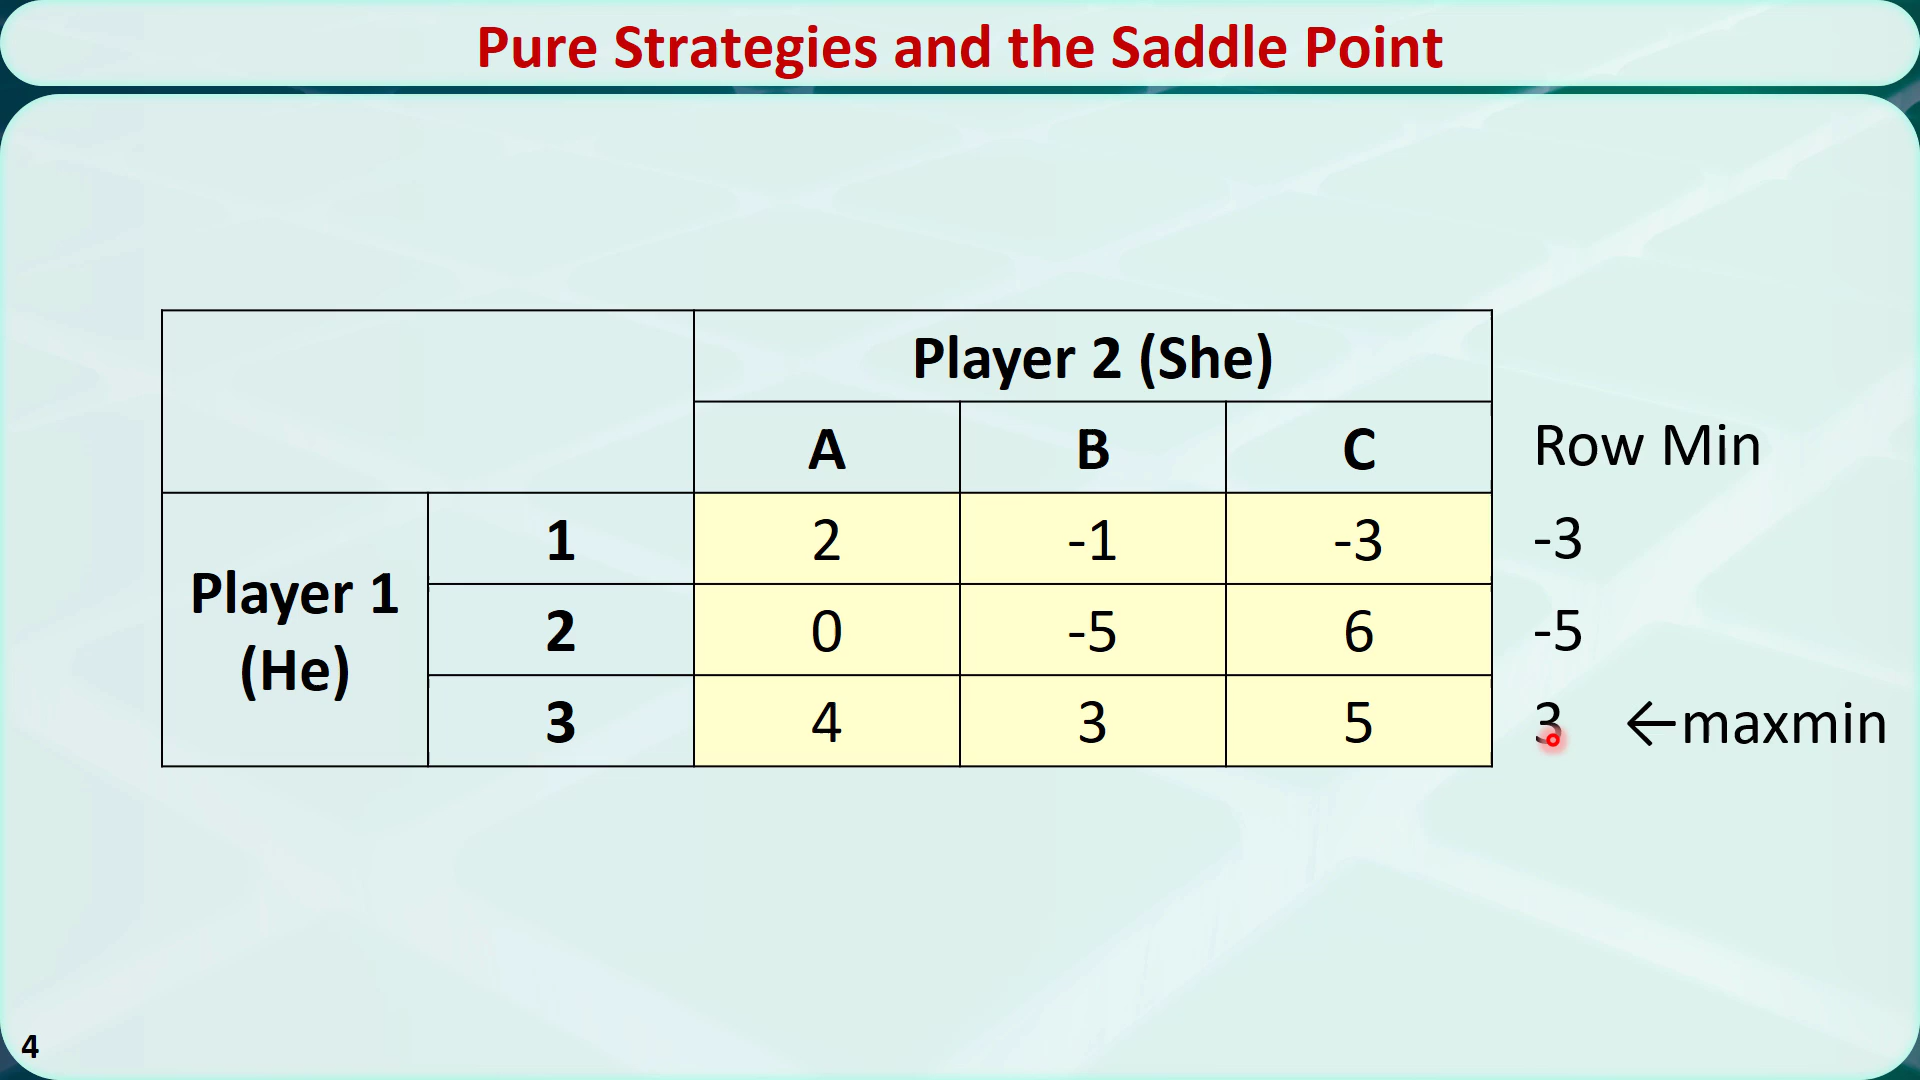 Pure Strategies and the Saddle Point
Player 2 (She)
A B C Row Min
Player 1
(He)
1 2 -1 -3 -3
2 0 -5 6 -5
3 4 3 5 3 ←maxmin
4